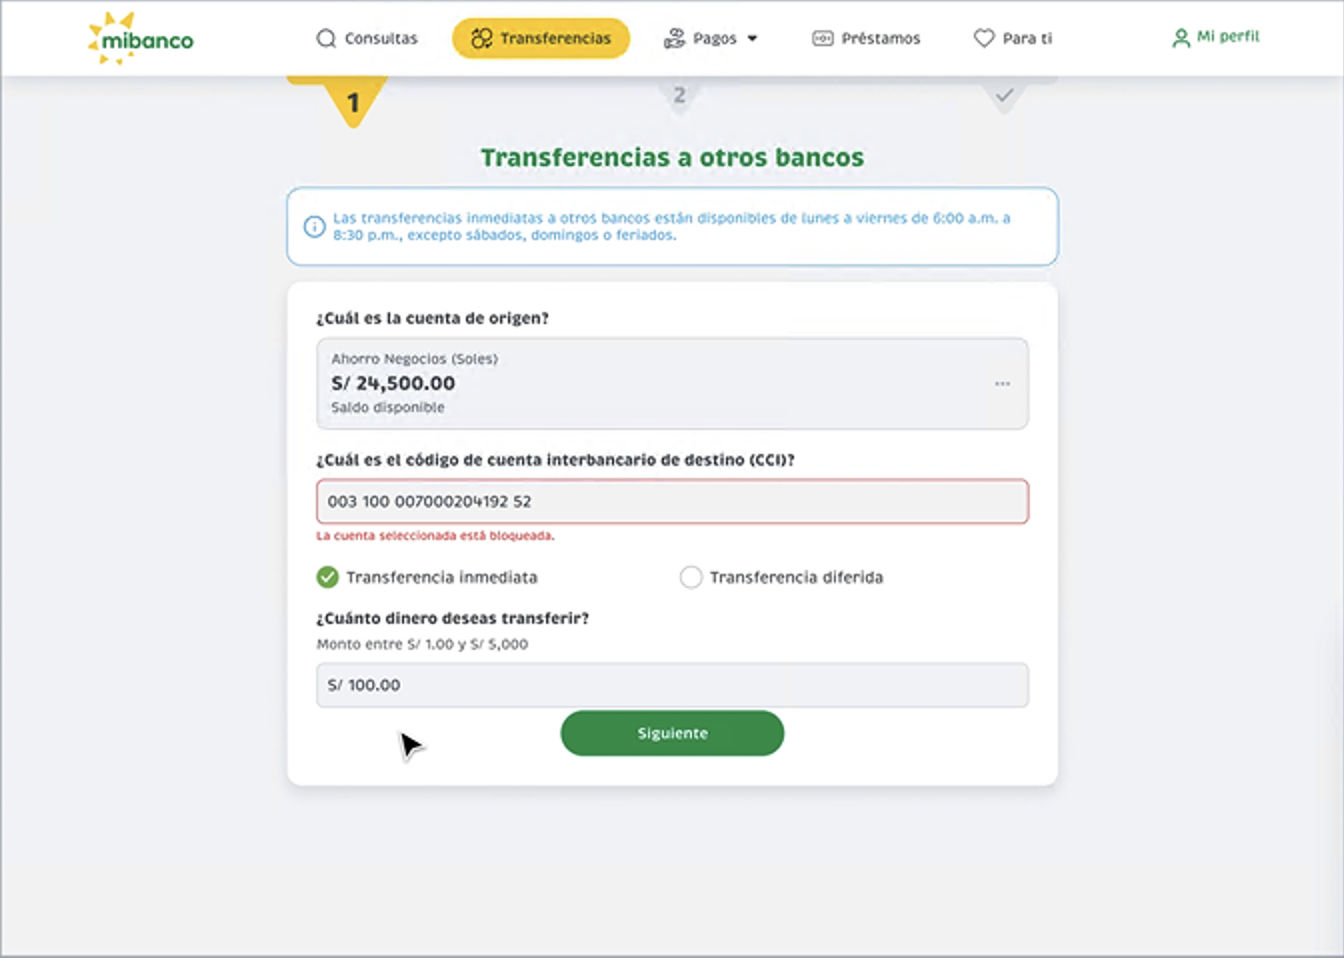 mibanco
Consultas
Transferencias
Pagos
Préstamos
Para ti
Mi perfil
1
2
Transferencias a otros bancos
Las transferencias inmediatas a otros bancos están disponibles de lunes a viernes de 6:00 a.m. a
8:30 p.m., excepto sábados, domingos o feriados.
¿Cuál es la cuenta de origen?
Ahorro Negocios (Soles)
S/ 24,500.00
Saldo disponible
¿Cuál es el código de cuenta interbancario de destino (CCI)?
003 100 007000204192 52
La cuenta seleccionada está bloqueada.
Transferencia inmediata
Transferencia diferida
¿Cuánto dinero deseas transferir?
Monto entre S/ 1.00 y S/ 5,000
S/ 100.00
Siguiente